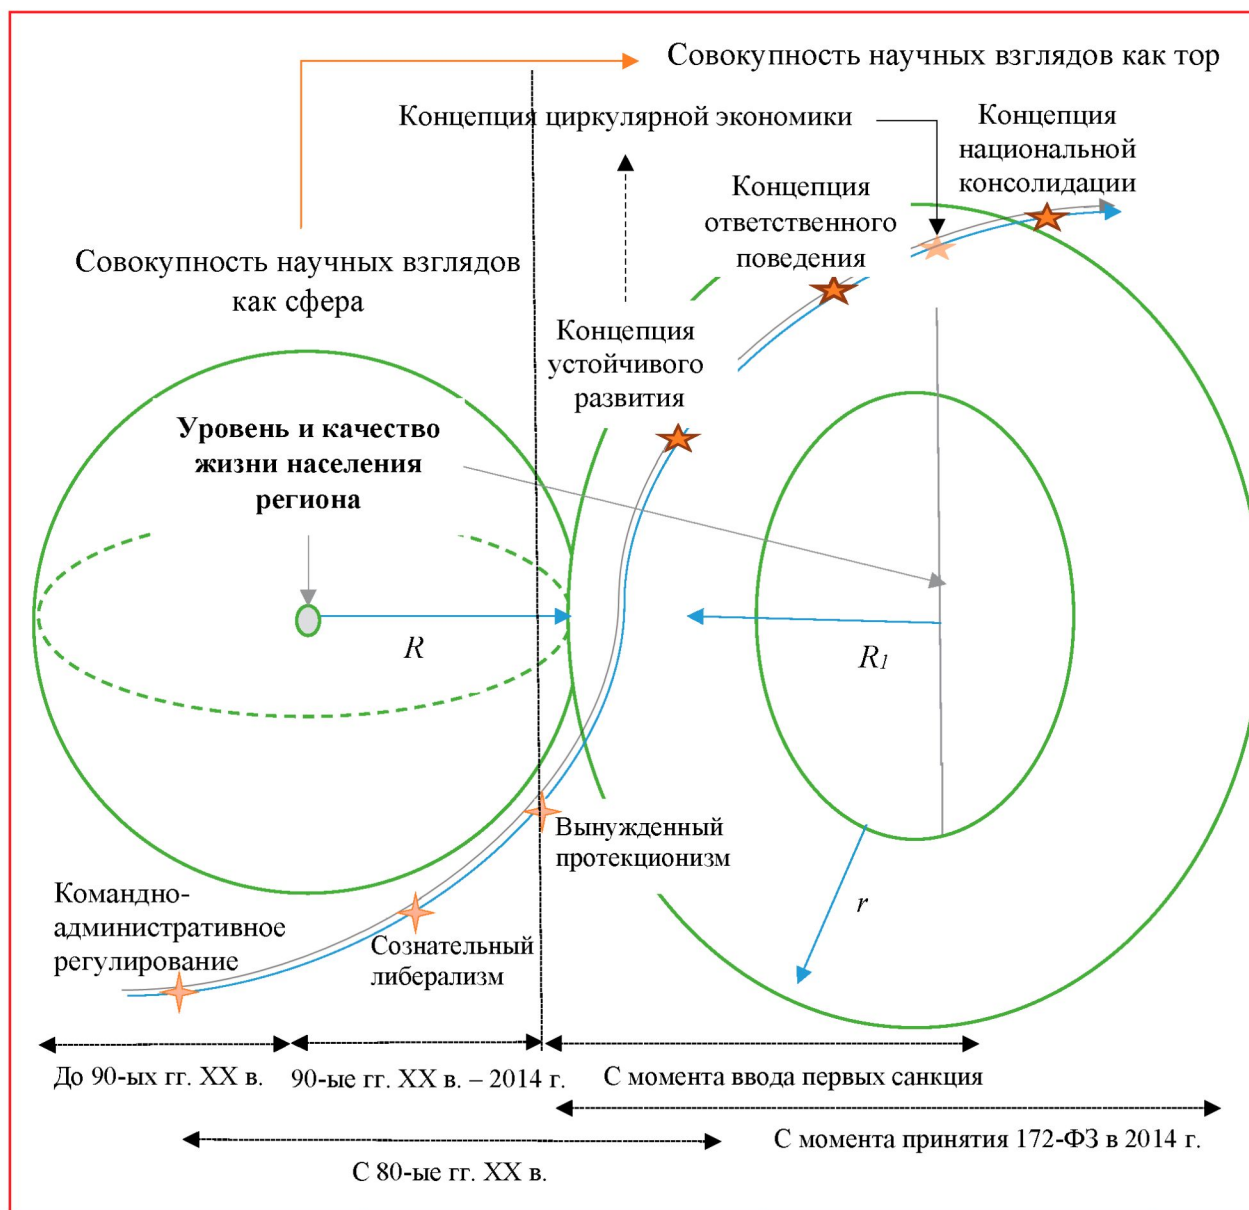 Совокупность научных взглядов как тор
Концепция циркулярной экономики
Концепция
национальной
консолидации
Концепция
ответственного
поведения
Совокупность научных взглядов
как сфера
Концепция
устойчивого
развития
Уровень и качество
жизни населения
региона
R
R1
Вынужденный
протекционизм
Командно-
административное
регулирование
r
Сознательный
либерализм
До 90-ых гг. XX в.
90-ые гг. XX в. – 2014 г.
С момента ввода первых санкция
С момента принятия 172-ФЗ в 2014 г.
С 80-ые гг. XX в.